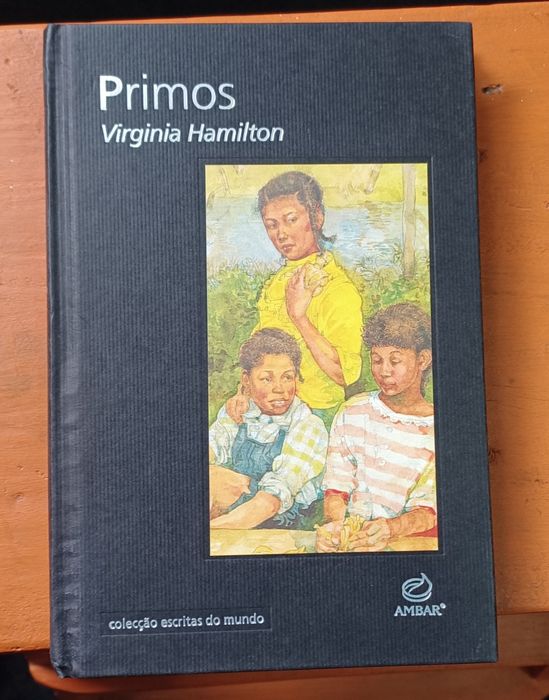 Primos
Virginia Hamilton
AMBAR®
colecção escritas do mundo